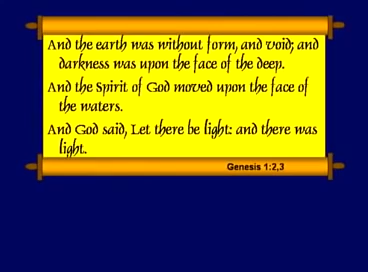 And the earth was without form, and void; and
darkness was upon the face of the deep.
And the Spirit of God moved upon the face of
the waters.
And God said, Let there be light: and there was
light.
Genesis 1:2,3